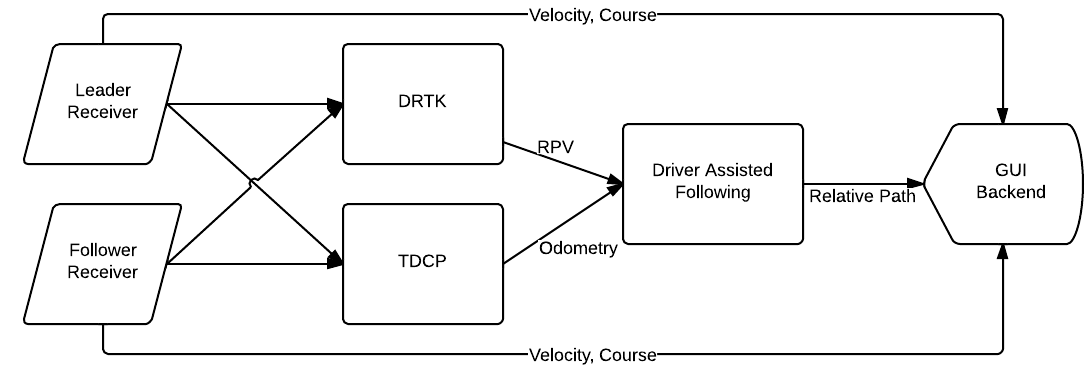 Velocity, Course
Leader
Receiver
DRTK
RPV
Driver Assisted
Following
GUI
Backend
Relative Path
Follower
Receiver
TDCP
Odometry
Velocity, Course